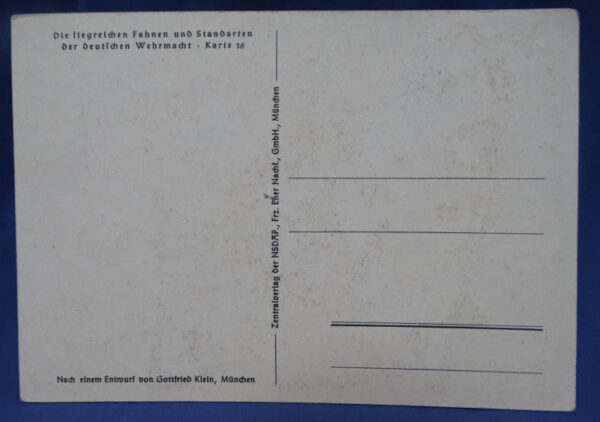 Die siegreichen Fahnen und Standarten
der deutschen Wehrmacht · Karte 16
Zentralverlag der NSDAP., Frz. Eher Nachf., GmbH., München
Nach einem Entwurf von Gottfried Klein, München